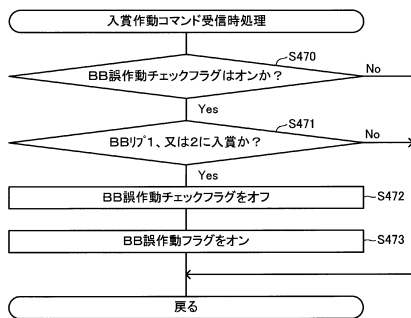 入賞作動コマンド受信時処理
S470
BB誤作動チェックフラグはオンか?
No
Yes
S471
BBリプ1、又は2に入賞か?
No
Yes
BB誤作動チェックフラグをオフ
S472
BB誤作動フラグをオン
S473
戻る